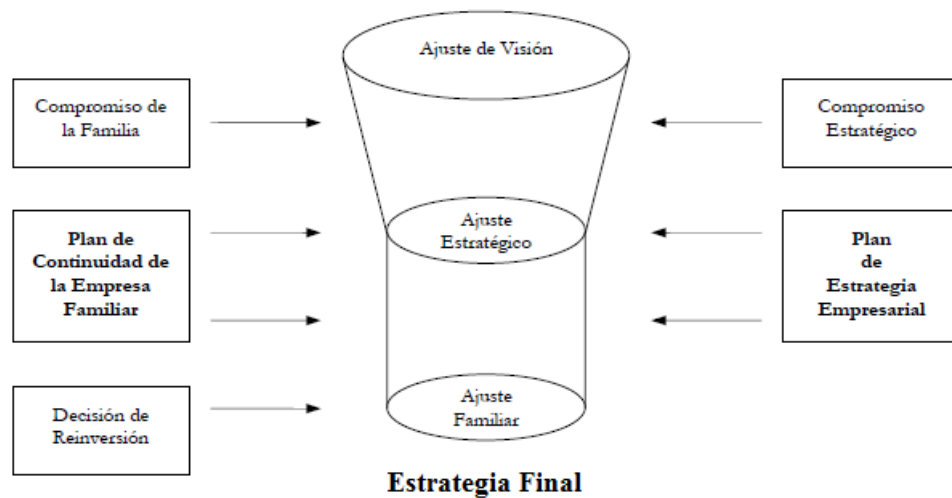 Ajuste de Visión
Compromiso de
la Familia
Compromiso
Estratégico
Plan de
Continuidad de
la Empresa
Familiar
Ajuste
Estratégico
Plan
de
Estrategia
Empresarial
Decisión de
Reinversión
Ajuste
Familiar
Estrategia Final